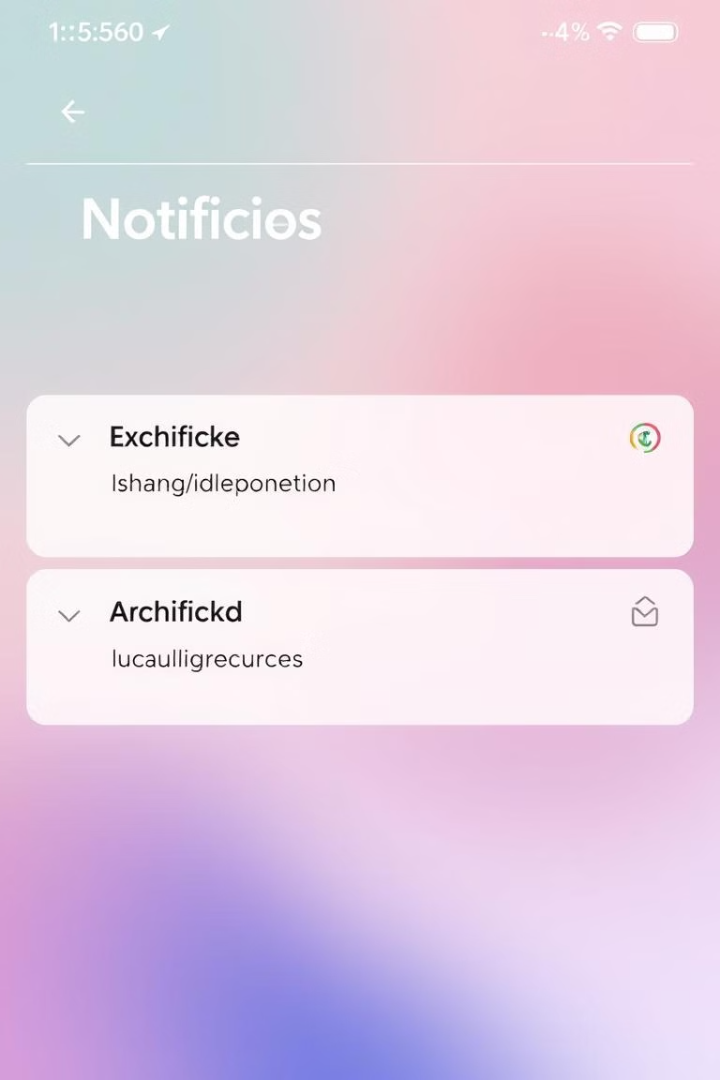 1::5:560
··4%
Notificios
Exchificke
Ishang/idleponetion
Archifickd
lucaulligrecurces